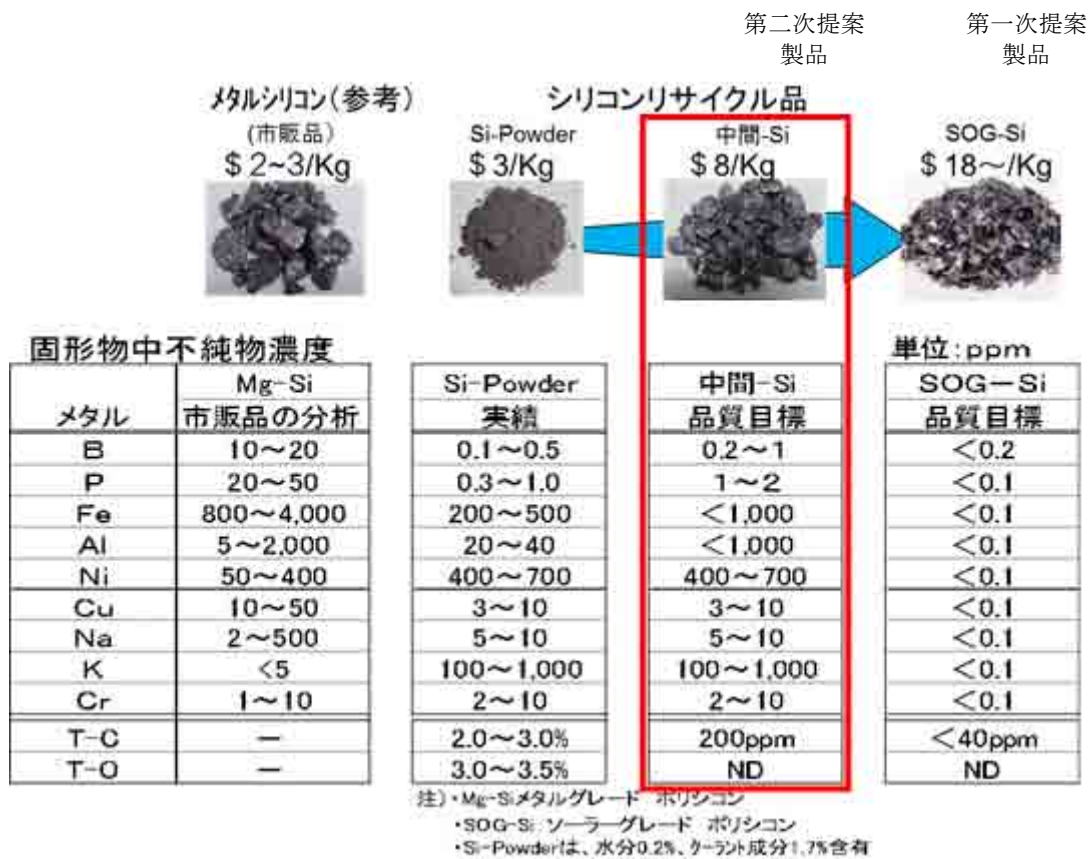 第二次提案 第一次提案
製品 製品
メタルシリコン(参考) シリコンリサイクル品
(市販品) Si-Powder 中間-Si SOG-Si
$2~3/Kg $3/Kg $8/Kg $18~/Kg
固形物中不純物濃度 単位:ppm
Mg-Si Si-Powder 中間-Si SOG-Si
メタル 市販品の分析 実績 品質目標 品質目標
B 10~20 0.1~0.5 0.2~1 <0.2
P 20~50 0.3~1.0 1~2 <0.1
Fe 800~4,000 200~500 <1,000 <0.1
Al 5~2,000 20~40 <1,000 <0.1
Ni 50~400 400~700 400~700 <0.1
Cu 10~50 3~10 3~10 <0.1
Na 2~500 5~10 5~10 <0.1
K <5 100~1,000 100~1,000 <0.1
Cr 1~10 2~10 2~10 <0.1
T-C - 2.0~3.0% 200ppm <40ppm
T-O - 3.0~3.5% ND ND
注)・Mg-Siメタルグレード ポリシコン
・SOG-Si ソーラーグレード ポリシコン
・Si-Powderは、水分0.2%、クーラント成分1.7%含有